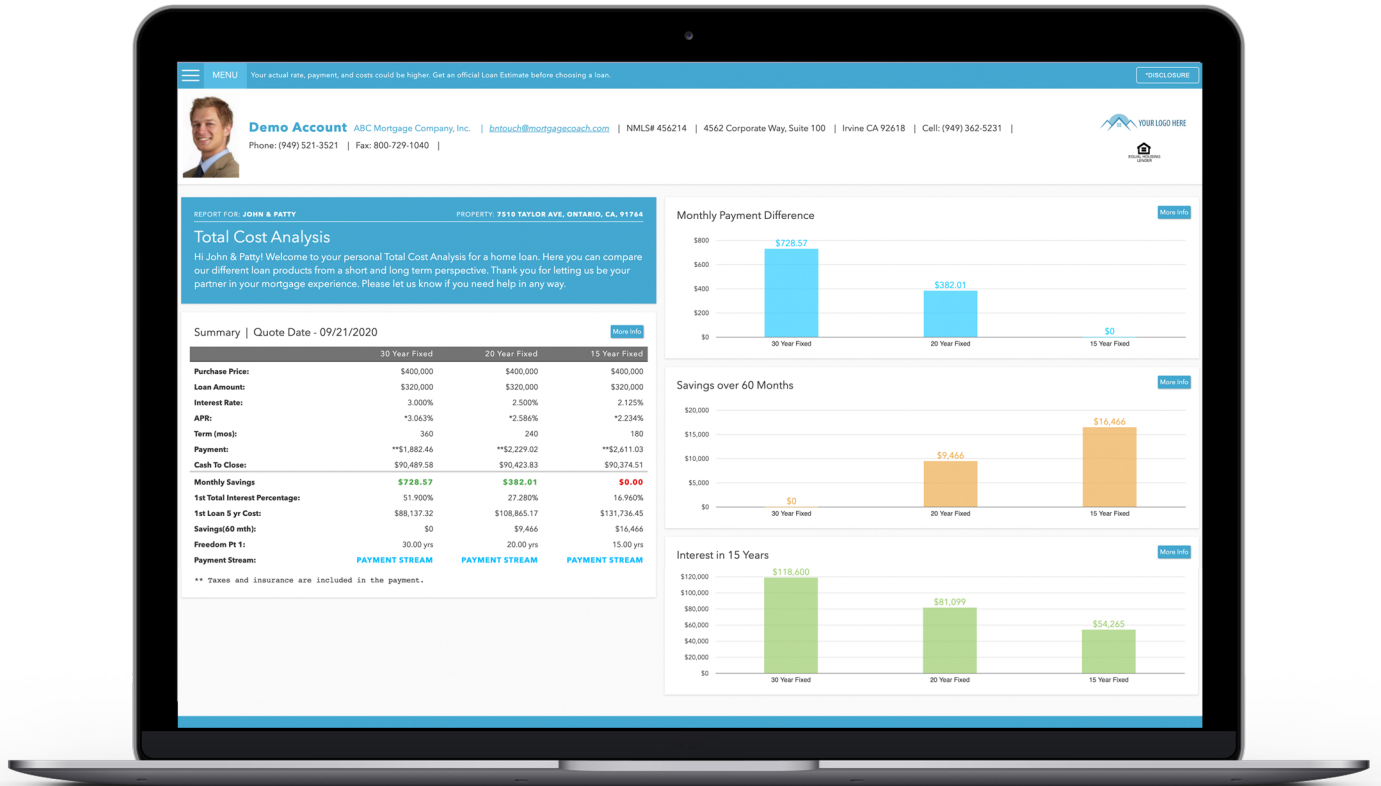 MENU Your actual rate, payment, and costs could be higher. Get an official Loan Estimate before choosing a loan. *DISCLOSURE
Demo Account ABC Mortgage Company, Inc. | bntouch@mortgagecoach.com | NMLS# 456214 | 4562 Corporate Way, Suite 100 | Irvine CA 92618 | Cell: (949) 362-5231 |
Phone: (949) 521-3521 | Fax: 800-729-1040 |
YOUR LOGO HERE
EQUAL HOUSING
LENDER
REPORT FOR: JOHN & PATTY PROPERTY: 7510 TAYLOR AVE, ONTARIO, CA, 91764
Total Cost Analysis
Hi John & Patty! Welcome to your personal Total Cost Analysis for a home loan. Here you can compare
our different loan products from a short and long term perspective. Thank you for letting us be your
partner in your mortgage experience. Please let us know if you need help in any way.
Summary | Quote Date - 09/21/2020 More Info
30 Year Fixed 20 Year Fixed 15 Year Fixed
Purchase Price: $400,000 $400,000 $400,000
Loan Amount: $320,000 $320,000 $320,000
Interest Rate: 3.000% 2.500% 2.125%
APR: *3.063% *2.586% *2.234%
Term (mos): 360 240 180
Payment: **$1,882.46 **$2,229.02 **$2,611.03
Cash To Close: $90,489.58 $90,423.83 $90,374.51
Monthly Savings $728.57 $382.01 $0.00
1st Total Interest Percentage: 51.900% 27.280% 16.960%
1st Loan 5 yr Cost: $88,137.32 $108,865.17 $131,736.45
Savings(60 mth): $0 $9,466 $16,466
Freedom Pt 1: 30.00 yrs 20.00 yrs 15.00 yrs
Payment Stream: PAYMENT STREAM PAYMENT STREAM PAYMENT STREAM
** Taxes and insurance are included in the payment.
Monthly Payment Difference More Info
$800
$728.57
$600
$400
$382.01
$200
$0
$0
30 Year Fixed 20 Year Fixed 15 Year Fixed
Savings over 60 Months More Info
$20,000
$16,466
$15,000
$10,000
$9,466
$5,000
$0
$0
30 Year Fixed 20 Year Fixed 15 Year Fixed
Interest in 15 Years More Info
$118,600
$120,000
$100,000
$81,099
$80,000
$60,000
$54,265
$40,000
$20,000
$0
30 Year Fixed 20 Year Fixed 15 Year Fixed